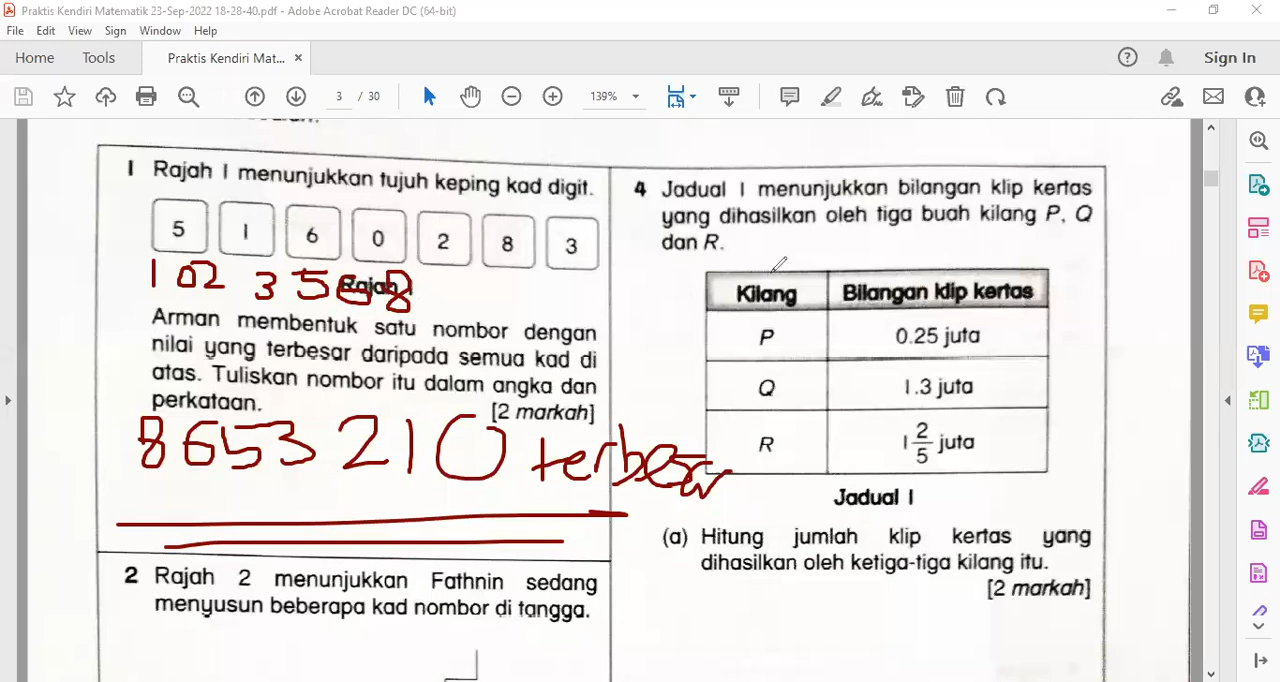 Praktis Kendiri Matematik 23-Sep-2022 18-28-40.pdf - Adobe Acrobat Reader DC (64-bit)
File Edit View Sign Window Help
Home Tools Praktis Kendiri Mat... × Sign In
3 / 30 139%
1 Rajah 1 menunjukkan tujuh keping kad digit.
5 1 6 0 2 8 3
1 02 3 5 6 8
Rajah 1
Arman membentuk satu nombor dengan
nilai yang terbesar daripada semua kad di
atas. Tuliskan nombor itu dalam angka dan
perkataan.
[2 markah]
8653210 terbesar
2 Rajah 2 menunjukkan Fathnin sedang
menyusun beberapa kad nombor di tangga.
4 Jadual 1 menunjukkan bilangan klip kertas
yang dihasilkan oleh tiga buah kilang P, Q
dan R.
Kilang Bilangan klip kertas
P 0.25 juta
Q 1.3 juta
R 1 2/5 juta
Jadual 1
(a) Hitung jumlah klip kertas yang
dihasilkan oleh ketiga-tiga kilang itu.
[2 markah]